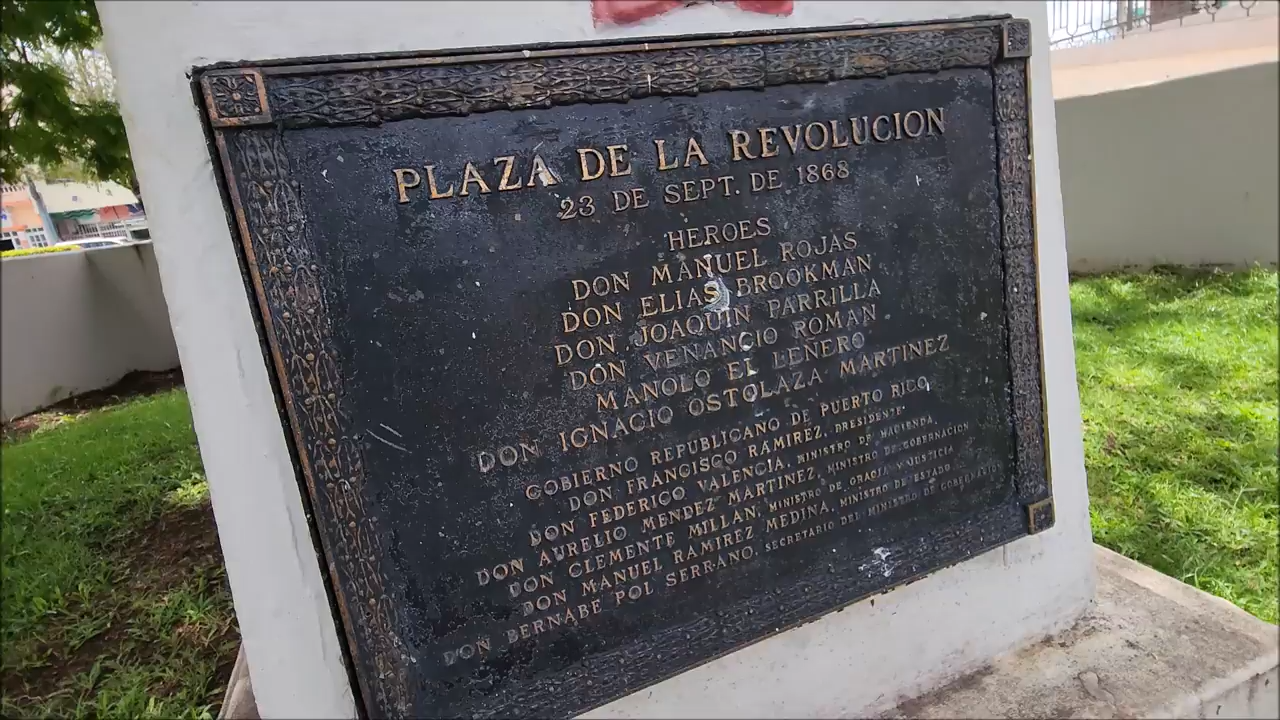 PLAZA DE LA REVOLUCION
23 DE SEPT. DE 1868
HEROES
DON MANUEL ROJAS
DON ELIAS BROOKMAN
DON JOAQUIN PARRILLA
DON VENANCIO ROMAN
MANOLO EL LEÑERO
DON IGNACIO OSTOLAZA MARTINEZ
GOBIERNO REPUBLICANO DE PUERTO RICO
DON FRANCISCO RAMIREZ, PRESIDENTE
DON FEDERICO VALENCIA, MINISTRO DE HACIENDA,
DON AURELIO MENDEZ MARTINEZ, MINISTRO DE GOBERNACION
DON CLEMENTE MILLAN, MINISTRO DE GRACIA Y JUSTICIA
DON MANUEL RAMIREZ MEDINA, MINISTRO DE ESTADO
DON BERNABE POL SERRANO, SECRETARIO DEL MINISTRO DE GOBIERNO